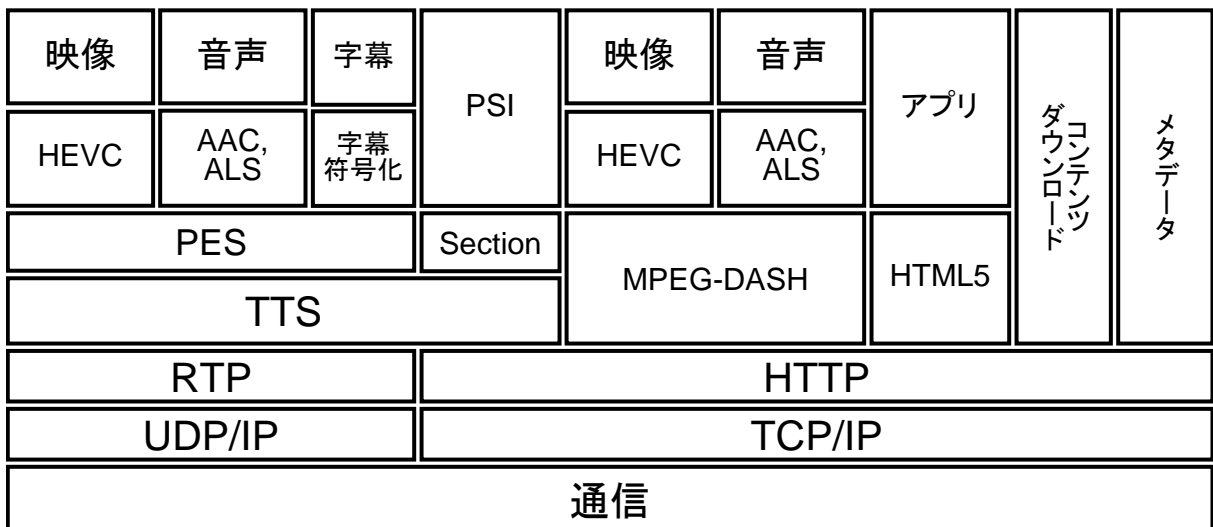 映像
音声
字幕
PSI
映像
音声
アプリ
コンテンツ
ダウンロード
メタデータ
HEVC
AAC,
ALS
字幕
符号化
HEVC
AAC,
ALS
PES
Section
MPEG-DASH
HTML5
TTS
RTP
HTTP
UDP/IP
TCP/IP
通信